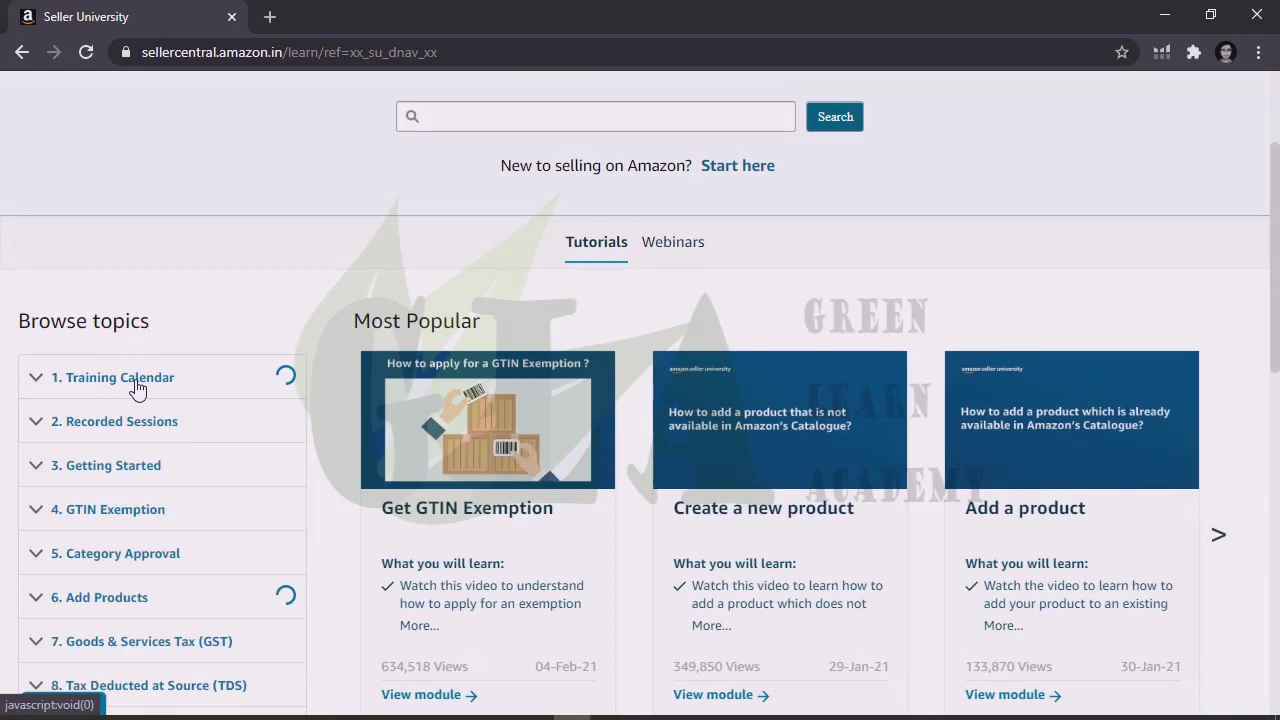 Seller University
sellercentral.amazon.in/learn/ref=xx_su_dnav_xx
Search
New to selling on Amazon? Start here
Tutorials Webinars
Browse topics
1. Training Calendar
2. Recorded Sessions
3. Getting Started
4. GTIN Exemption
5. Category Approval
6. Add Products
7. Goods & Services Tax (GST)
8. Tax Deducted at Source (TDS)
Most Popular
How to apply for a GTIN Exemption ?
Get GTIN Exemption
What you will learn:
Watch this video to understand
how to apply for an exemption
More...
634,518 Views 04-Feb-21
View module
amazon seller university
How to add a product that is not
available in Amazon's Catalogue?
Create a new product
What you will learn:
Watch this video to learn how to
add a product which does not
More...
349,850 Views 29-Jan-21
View module
amazon seller university
How to add a product which is already
available in Amazon's Catalogue?
Add a product
What you will learn:
Watch the video to learn how to
add your product to an existing
More...
133,870 Views 30-Jan-21
View module
>
GLA
GREEN
LEARN
ACADEMY
javascript:void(0)